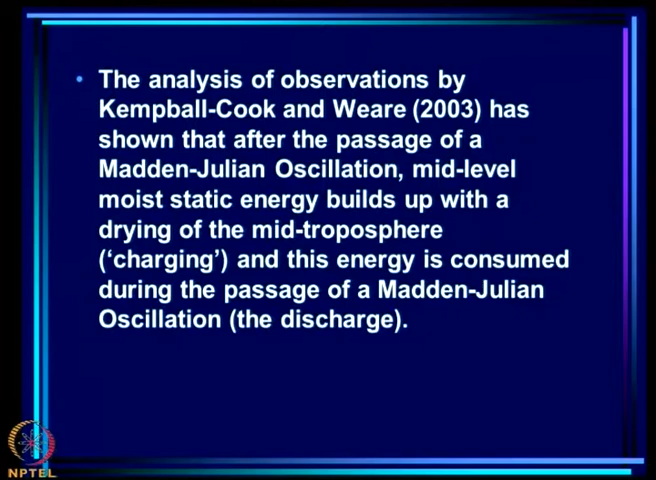 • The analysis of observations by
Kempball-Cook and Weare (2003) has
shown that after the passage of a
Madden-Julian Oscillation, mid-level
moist static energy builds up with a
drying of the mid-troposphere
(‘charging’) and this energy is consumed
during the passage of a Madden-Julian
Oscillation (the discharge).
NPTEL